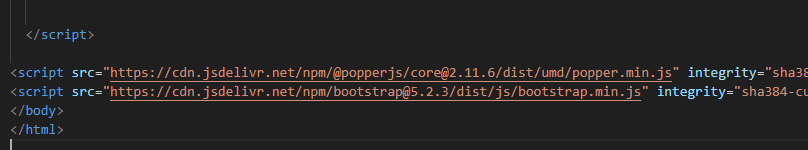 </script>
<script src="https://cdn.jsdelivr.net/npm/@popperjs/core@2.11.6/dist/umd/popper.min.js" integrity="sha38
<script src="https://cdn.jsdelivr.net/npm/bootstrap@5.2.3/dist/js/bootstrap.min.js" integrity="sha384-cu
</body>
</html>